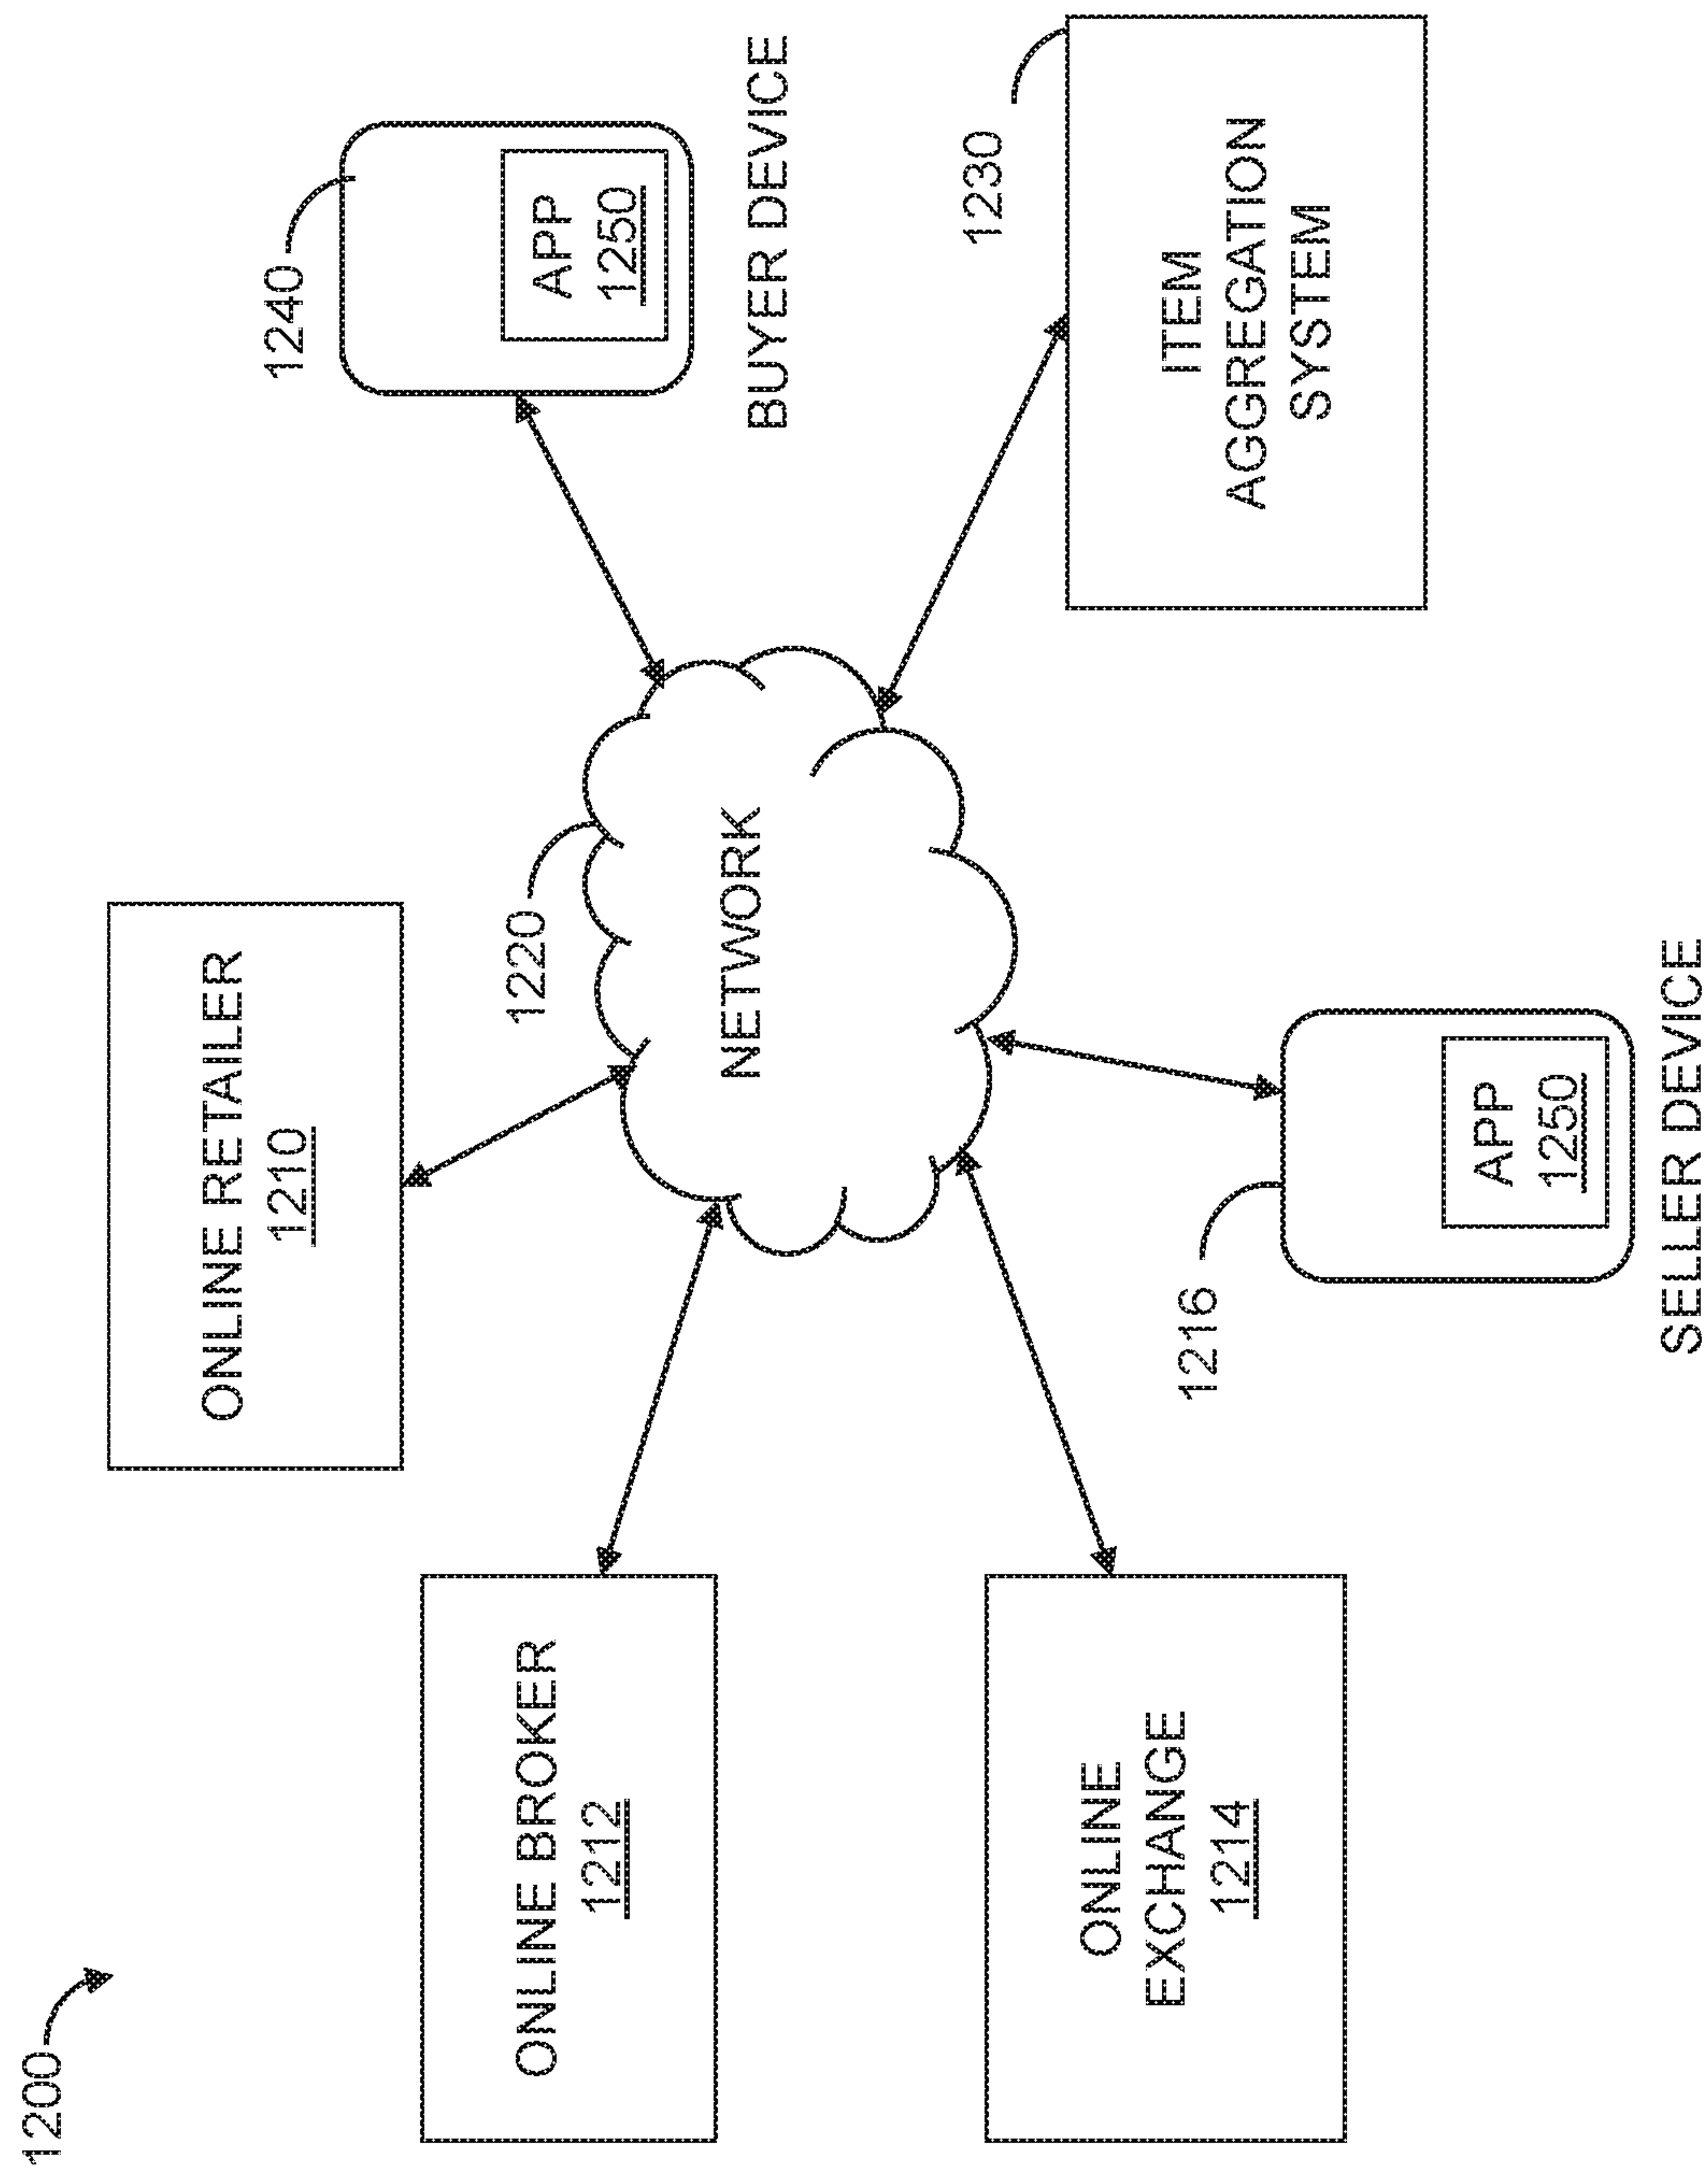 1200
ONLINE RETAILER
1210
ONLINE BROKER
1212
1220
NETWORK
1240
APP
1250
BUYER DEVICE
ONLINE
EXCHANGE
1214
1216
APP
1250
SELLER DEVICE
1230
ITEM
AGGREGATION
SYSTEM